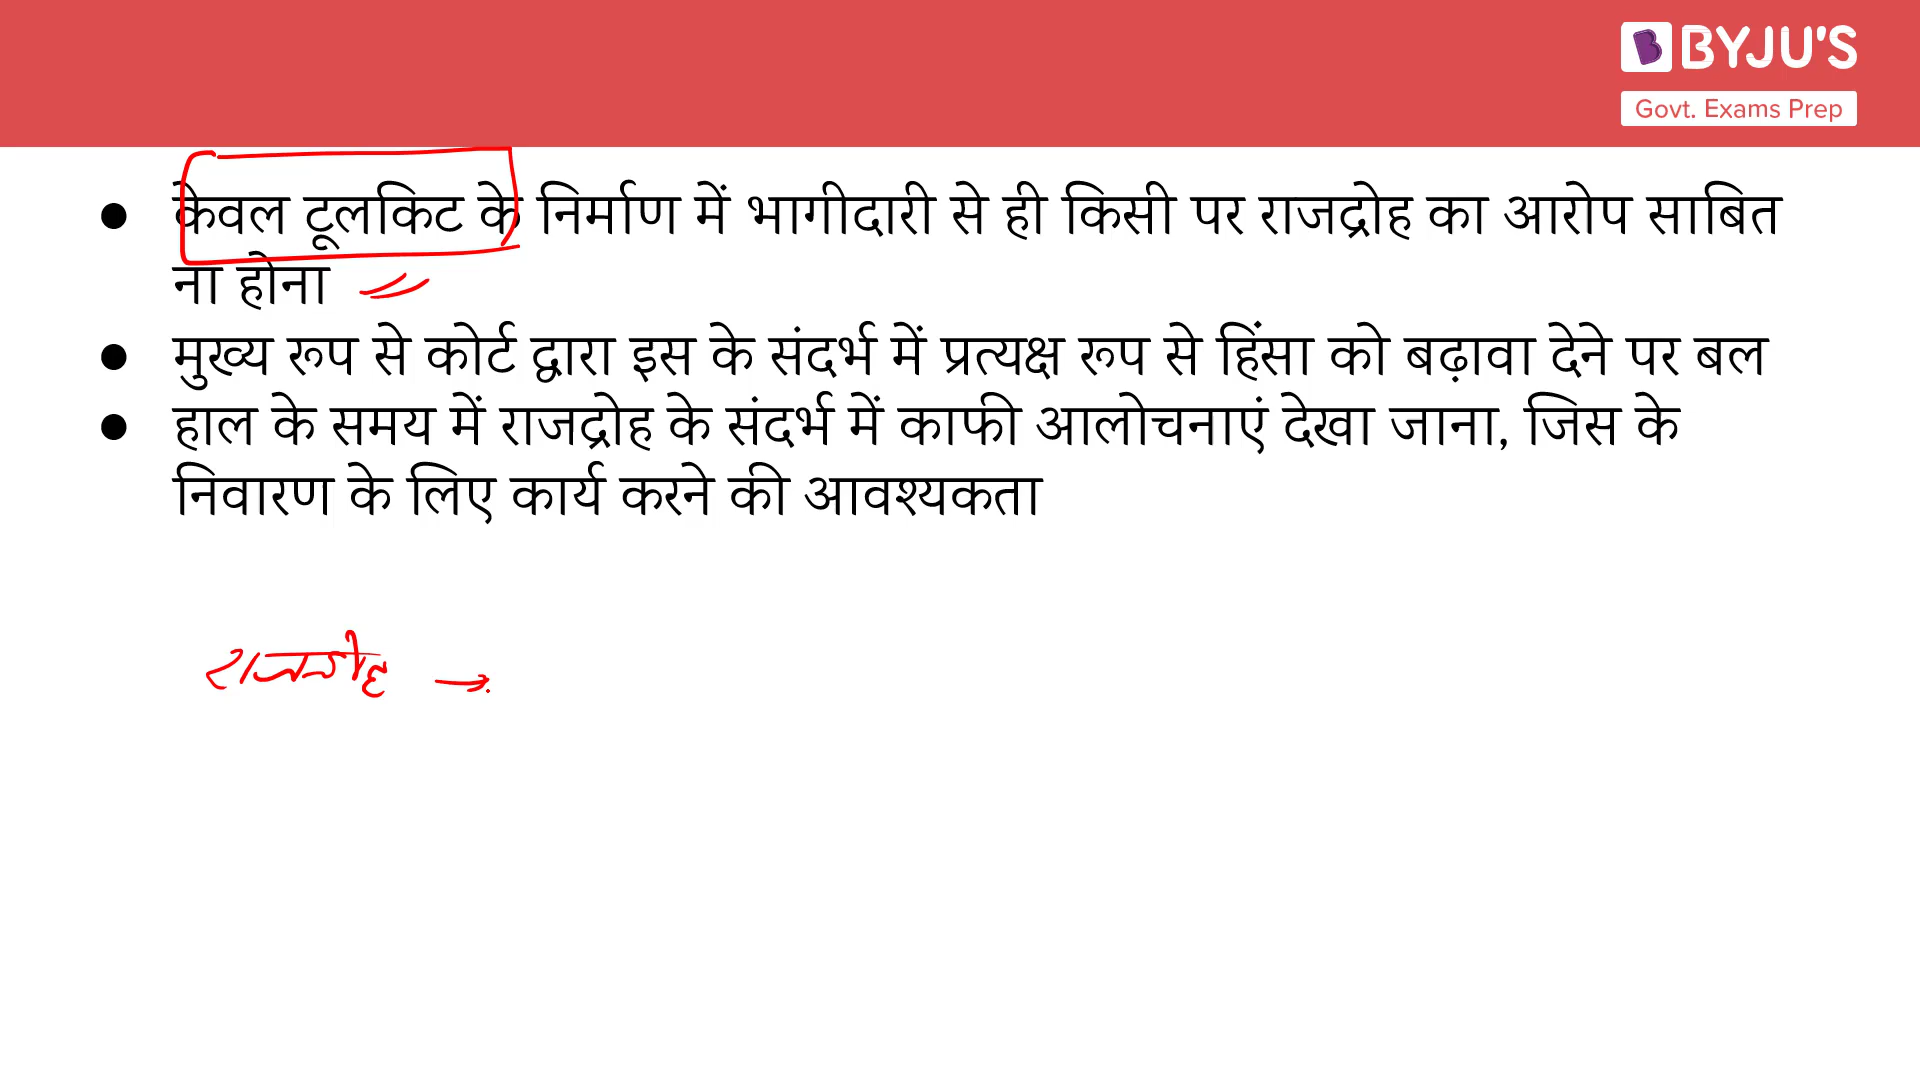 BYJU'S
Govt. Exams Prep
● केवल टूलकिट के निर्माण में भागीदारी से ही किसी पर राजद्रोह का आरोप साबित
ना होना
● मुख्य रूप से कोर्ट द्वारा इस के संदर्भ में प्रत्यक्ष रूप से हिंसा को बढ़ावा देने पर बल
● हाल के समय में राजद्रोह के संदर्भ में काफी आलोचनाएं देखा जाना, जिस के
निवारण के लिए कार्य करने की आवश्यकता
राजद्रोह →